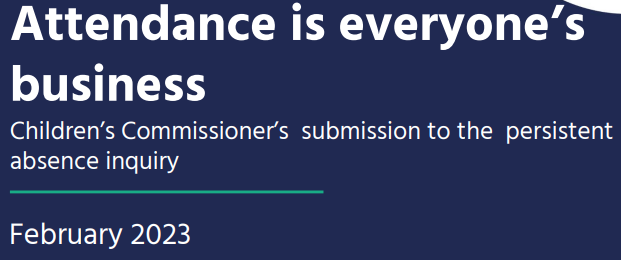 Attendance is everyone’s
business
Children’s Commissioner’s submission to the persistent
absence inquiry
February 2023